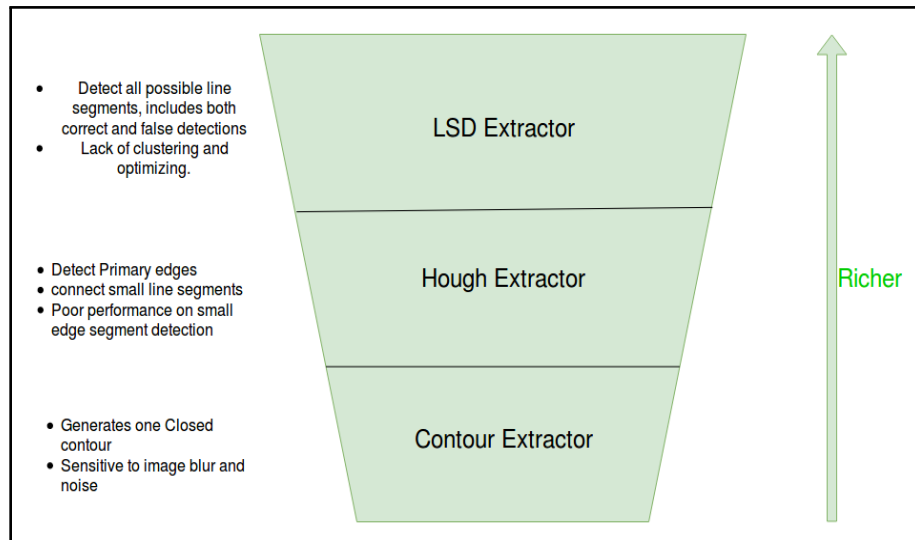 • Detect all possible line
segments, includes both
correct and false detections
• Lack of clustering and
optimizing.
LSD Extractor
• Detect Primary edges
• connect small line segments
• Poor performance on small
edge segment detection
Hough Extractor
Richer
• Generates one Closed
contour
• Sensitive to image blur and
noise
Contour Extractor